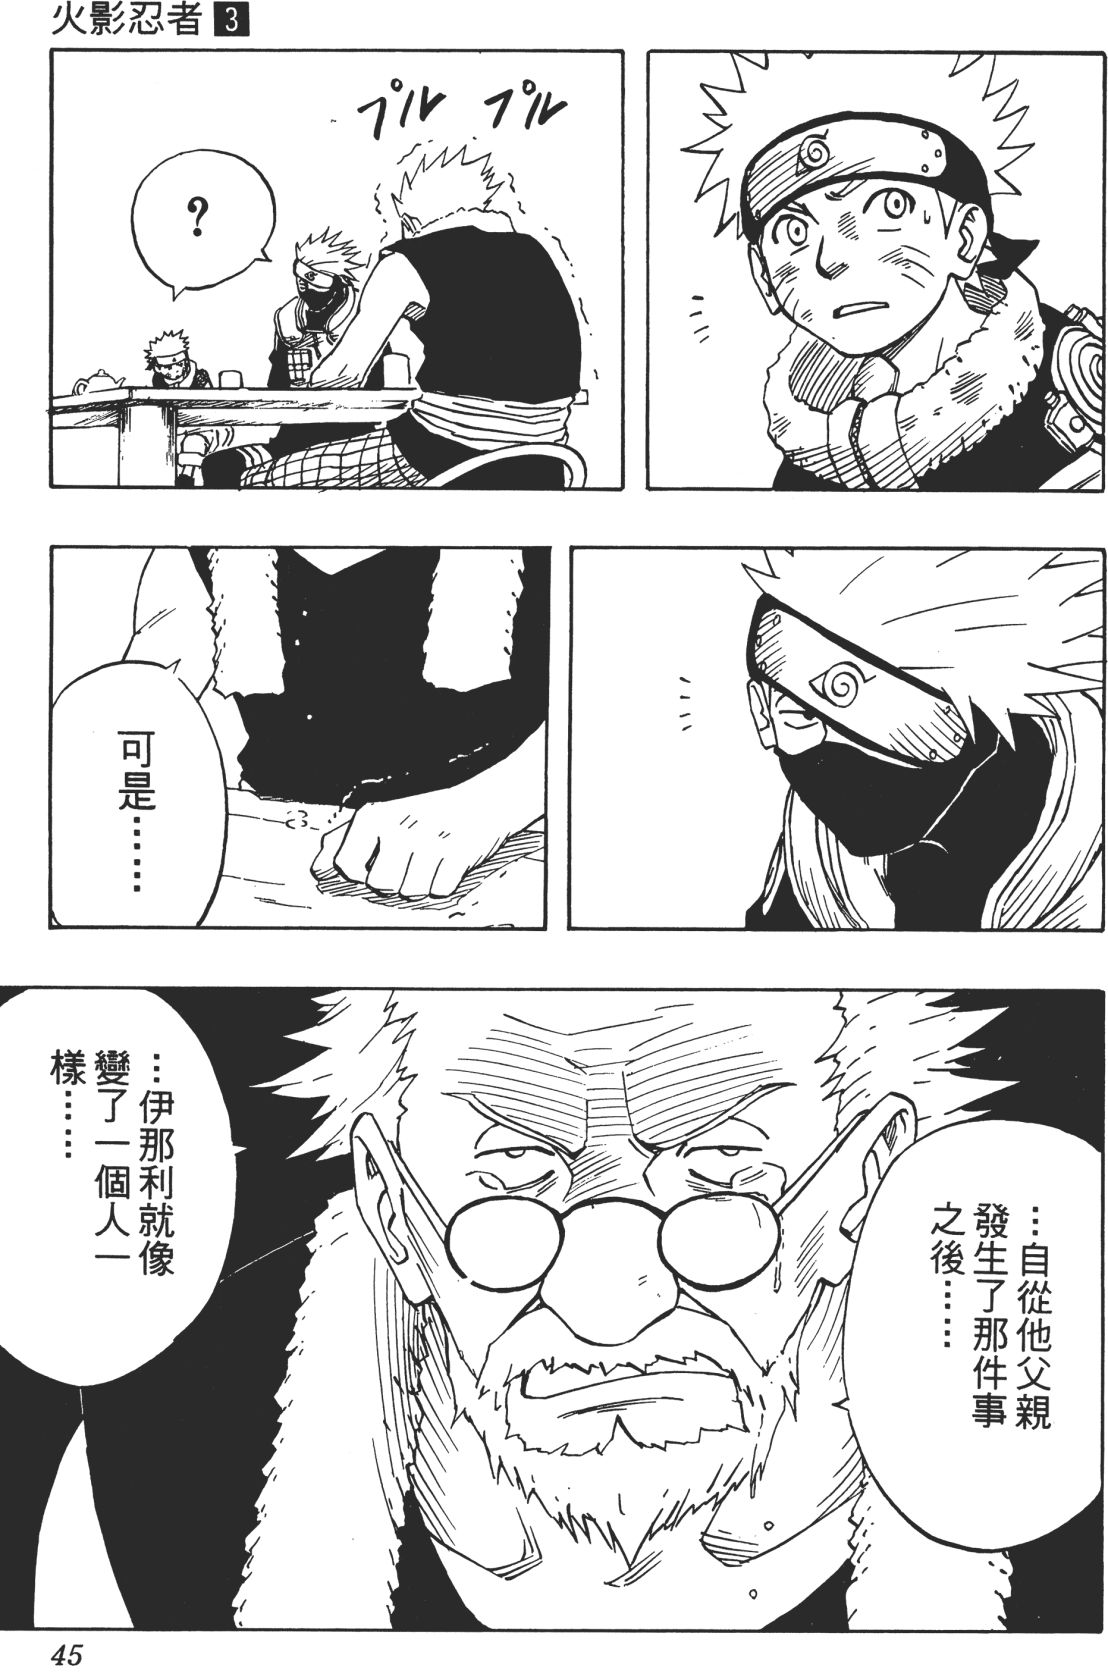 火影忍者 3
プル プル
?
可是……
…自從他父親
發生了那件事
之後……
…伊那利就像
變了一個人一
樣……
45